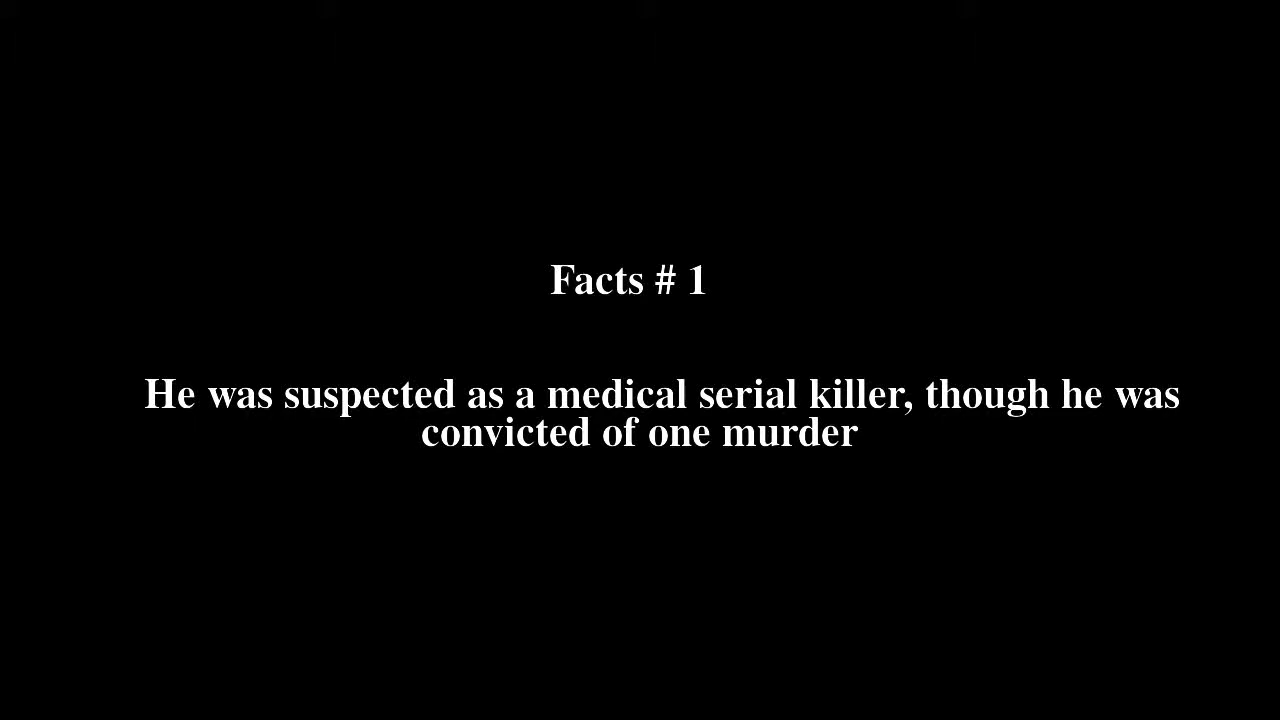 Facts # 1
He was suspected as a medical serial killer, though he was
convicted of one murder